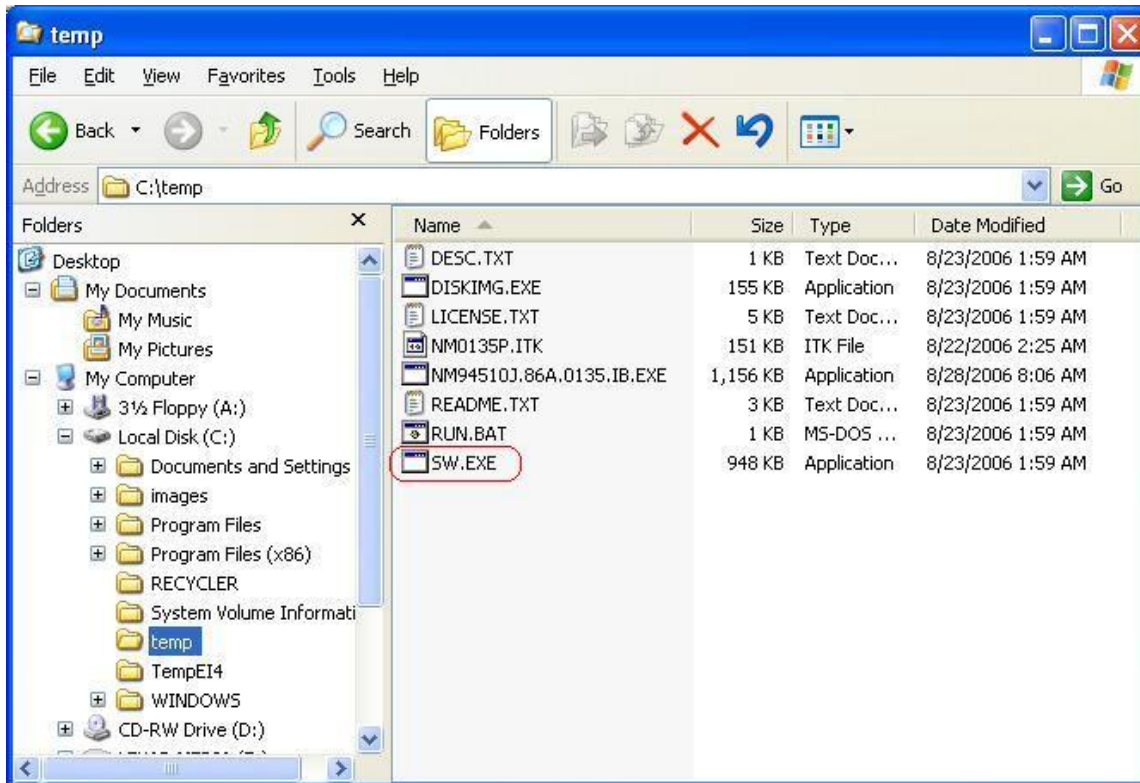 temp
File Edit View Favorites Tools Help
Back Search Folders
Address C:\temp Go
Folders x
Name Size Type Date Modified
Desktop
My Documents
My Music
My Pictures
My Computer
3½ Floppy (A:)
Local Disk (C:)
Documents and Settings
images
Program Files
Program Files (x86)
RECYCLER
System Volume Informati
temp
TempEI4
WINDOWS
CD-RW Drive (D:)
DESC.TXT 1 KB Text Doc... 8/23/2006 1:59 AM
DISKIMG.EXE 155 KB Application 8/23/2006 1:59 AM
LICENSE.TXT 5 KB Text Doc... 8/23/2006 1:59 AM
NM0135P.ITK 151 KB ITK File 8/22/2006 2:25 AM
NM94510J.86A.0135.IB.EXE 1,156 KB Application 8/28/2006 8:06 AM
README.TXT 3 KB Text Doc... 8/23/2006 1:59 AM
RUN.BAT 1 KB MS-DOS ... 8/23/2006 1:59 AM
SW.EXE 948 KB Application 8/23/2006 1:59 AM